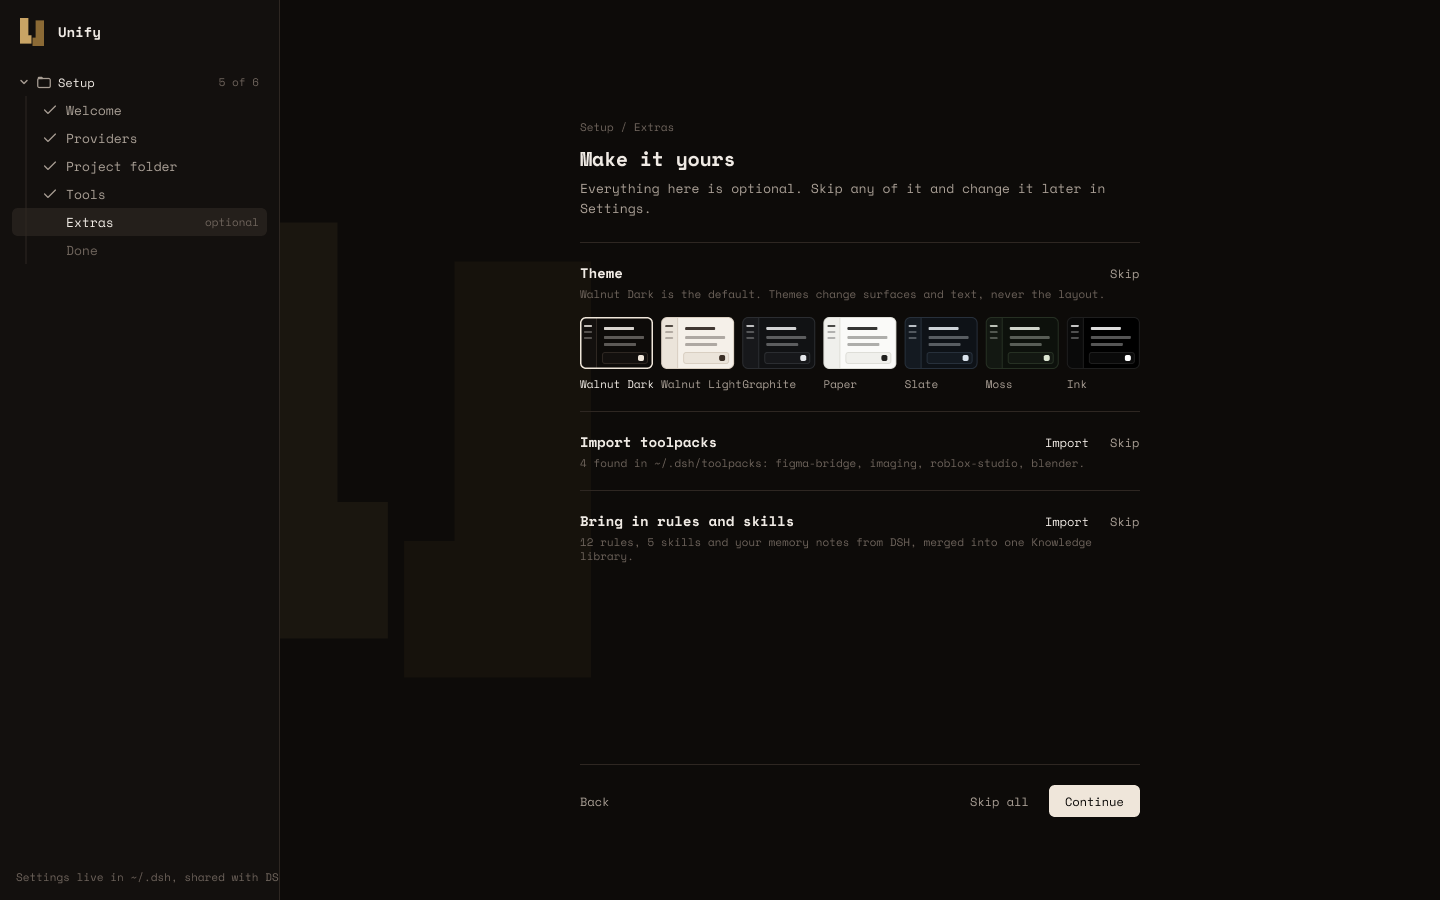 Unify
Setup 5 of 6
Welcome
Providers
Project folder
Tools
Extras optional
Done
Settings live in ~/.dsh, shared with DS
Setup / Extras
Make it yours
Everything here is optional. Skip any of it and change it later in
Settings.
Theme Skip
Walnut Dark is the default. Themes change surfaces and text, never the layout.
Walnut Dark Walnut Light Graphite Paper Slate Moss Ink
Import toolpacks Import Skip
4 found in ~/.dsh/toolpacks: figma-bridge, imaging, roblox-studio, blender.
Bring in rules and skills Import Skip
12 rules, 5 skills and your memory notes from DSH, merged into one Knowledge
library.
Back Skip all Continue